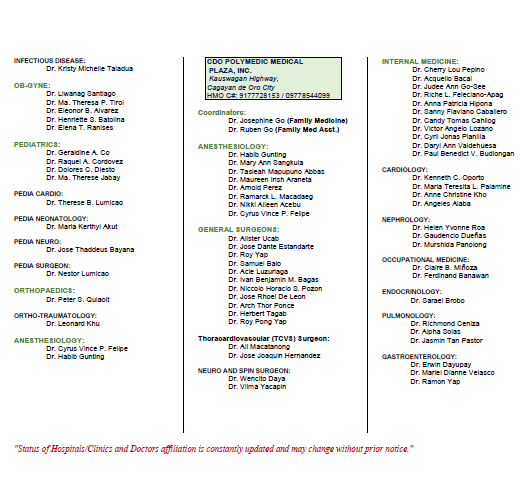 INFECTIOUS DISEASE:
Dr. Kristy Michelle Taladua
OB-GYNE:
Dr. Liwanag Santiago
Dr. Ma. Theresa P. Tirol
Dr. Eleonor B. Alvarez
Dr. Henriette S. Batolina
Dr. Elena T. Ranises
PEDIATRICS:
Dr. Geraldine A. Co
Dr. Raquel A. Cordovez
Dr. Dolores C. Diesto
Dr. Ma. Therese Jabay
PEDIA CARDIO:
Dr. Therese B. Lumicao
PEDIA NEONATOLOGY:
Dr. Maria Kerthyl Akut
PEDIA NEURO:
Dr. Jose Thaddeus Bayana
PEDIA SURGEON:
Dr. Nestor Lumicao
ORTHOPAEDICS:
Dr. Peter S. Quiaoit
ORTHO-TRAUMATOLOGY:
Dr. Leonard Khu
ANESTHESIOLOGY:
Dr. Cyrus Vince P. Felipe
Dr. Habib Gunting
CDO POLYMEDIC MEDICAL
PLAZA, INC.
Kauswagan Highway,
Cagayan de Oro City
HMO C#: 9177728153 / 09778544099
Coordinators:
Dr. Josephine Go (Family Medicine)
Dr. Ruben Go (Family Med Asst.)
ANESTHESIOLOGY:
Dr. Habib Gunting
Dr. Mary Ann Sangkula
Dr. Tasleah Mapupuno Abbas
Dr. Maureen Irish Araneta
Dr. Arnold Perez
Dr. Ramarck L. Macadaeg
Dr. Nikki Aileen Acebu
Dr. Cyrus Vince P. Felipe
GENERAL SURGEONS:
Dr. Alister Ucab
Dr. Jose Dante Estandarte
Dr. Roy Yap
Dr. Samuel Balo
Dr. Acie Luzuriaga
Dr. Ivan Benjamin M. Bagas
Dr. Niccolo Horacio S. Pozon
Dr. Jose Rhoel De Leon
Dr. Arch Thor Ponce
Dr. Herbert Tagab
Dr. Roy Pong Yap
Thoracardiovascular (TCVS) Surgeon:
Dr. Ali Macatanong
Dr. Jose Joaquin Hernandez
NEURO AND SPIN SURGEON:
Dr. Wencito Daya
Dr. Vilma Yacapin
INTERNAL MEDICINE:
Dr. Cherry Lou Pepino
Dr. Acquello Bacal
Dr. Judee Ann Go-See
Dr. Riche L. Feleciano-Apag
Dr. Anna Patricia Hipona
Dr. Sanny Flaviano Caballero
Dr. Candy Tomas Cahilog
Dr. Victor Angelo Lozano
Dr. Cyril Jonas Planilla
Dr. Daryl Ann Valdehuesa
Dr. Paul Benedict V. Budiongan
CARDIOLOGY:
Dr. Kenneth C. Oporto
Dr. Maria Teresita L. Palamine
Dr. Anne Christine Kho
Dr. Angeles Alaba
NEPHROLOGY:
Dr. Helen Yvonne Roa
Dr. Gaudencio Dueñas
Dr. Murshida Panolong
OCCUPATIONAL MEDICINE:
Dr. Claire B. Miñoza
Dr. Ferdinand Banawan
ENDOCRINOLOGY:
Dr. Sarael Brobo
PULMONOLOGY:
Dr. Richmond Ceniza
Dr. Alpha Solas
Dr. Jasmin Tan Pastor
GASTROENTEROLOGY:
Dr. Erwin Dayupay
Dr. Mariel Dianne Velasco
Dr. Ramon Yap
"Status of Hospitals/Clinics and Doctors affiliation is constantly updated and may change without prior notice."